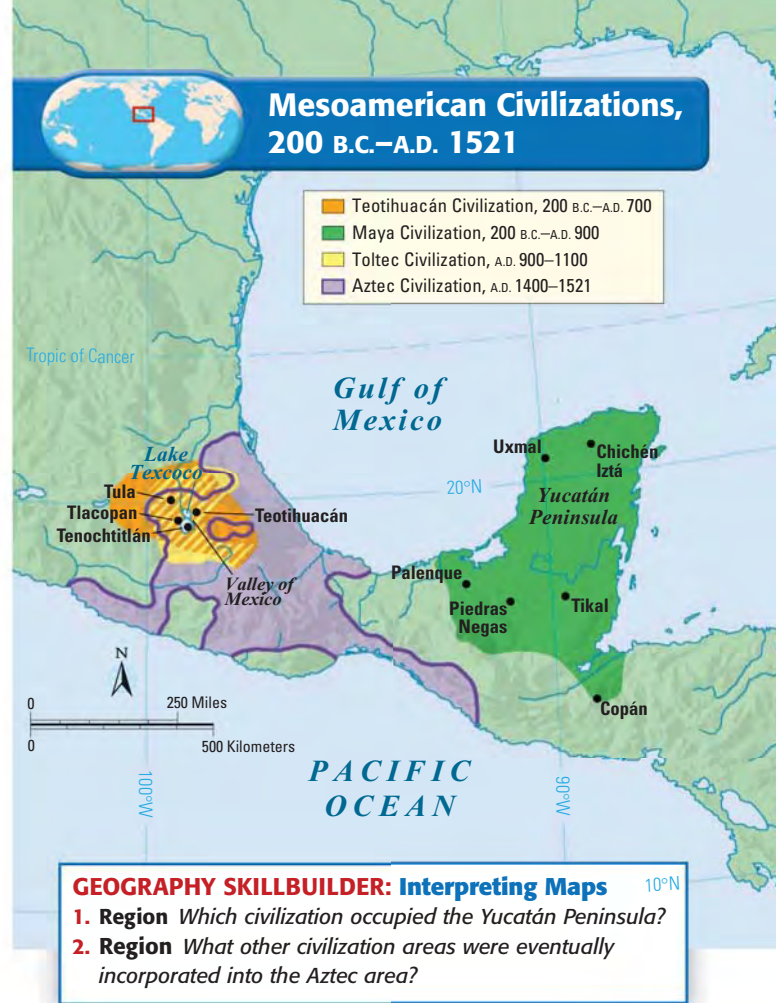 Mesoamerican Civilizations,
200 B.C.–A.D. 1521
Teotihuacán Civilization, 200 B.C.–A.D. 700
Maya Civilization, 200 B.C.–A.D. 900
Toltec Civilization, A.D. 900–1100
Aztec Civilization, A.D. 1400–1521
Tropic of Cancer
Gulf of
Mexico
Lake
Texcoco
Tula
Tlacopan
Tenochtitlán
Teotihuacán
Valley of
Mexico
Uxmal
Chichén
Iztá
20°N
Yucatán
Peninsula
Palenque
Piedras
Negas
Tikal
Copán
N
0
250 Miles
0
500 Kilometers
PACIFIC
OCEAN
100°W
90°W
10°N
GEOGRAPHY SKILLBUILDER: Interpreting Maps
1. Region Which civilization occupied the Yucatán Peninsula?
2. Region What other civilization areas were eventually
incorporated into the Aztec area?